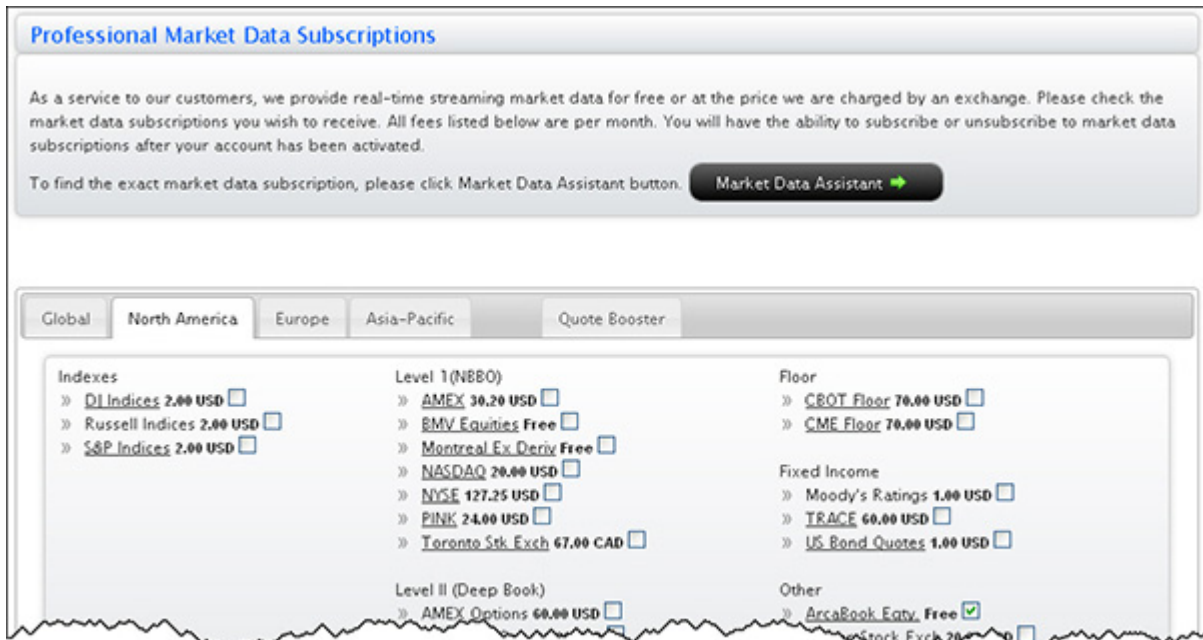 Professional Market Data Subscriptions
As a service to our customers, we provide real-time streaming market data for free or at the price we are charged by an exchange. Please check the
market data subscriptions you wish to receive. All fees listed below are per month. You will have the ability to subscribe or unsubscribe to market data
subscriptions after your account has been activated.
To find the exact market data subscription, please click Market Data Assistant button. Market Data Assistant
Global North America Europe Asia-Pacific Quote Booster
Indexes
» DJ Indices 2.00 USD
» Russell Indices 2.00 USD
» S&P Indices 2.00 USD
Level 1(NBBO)
» AMEX 30.20 USD
» BMV Equities Free
» Montreal Ex Deriv Free
» NASDAQ 20.00 USD
» NYSE 127.25 USD
» PINK 24.00 USD
» Toronto Stk Exch 67.00 CAD
Level II (Deep Book)
» AMEX Options 60.00 USD
Floor
» CBOT Floor 70.00 USD
» CME Floor 70.00 USD
Fixed Income
» Moody's Ratings 1.00 USD
» TRACE 60.00 USD
» US Bond Quotes 1.00 USD
Other
» ArcaBook Eqty. Free
Stock Exch